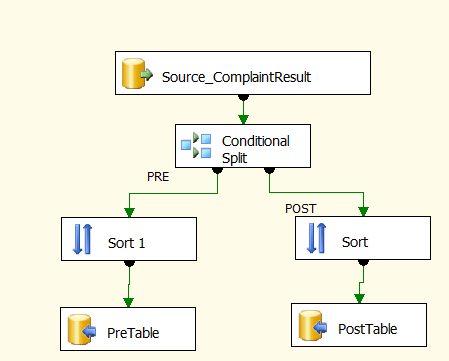 Source_ComplaintResult
Conditional
Split
PRE
POST
Sort 1
Sort
PreTable
PostTable